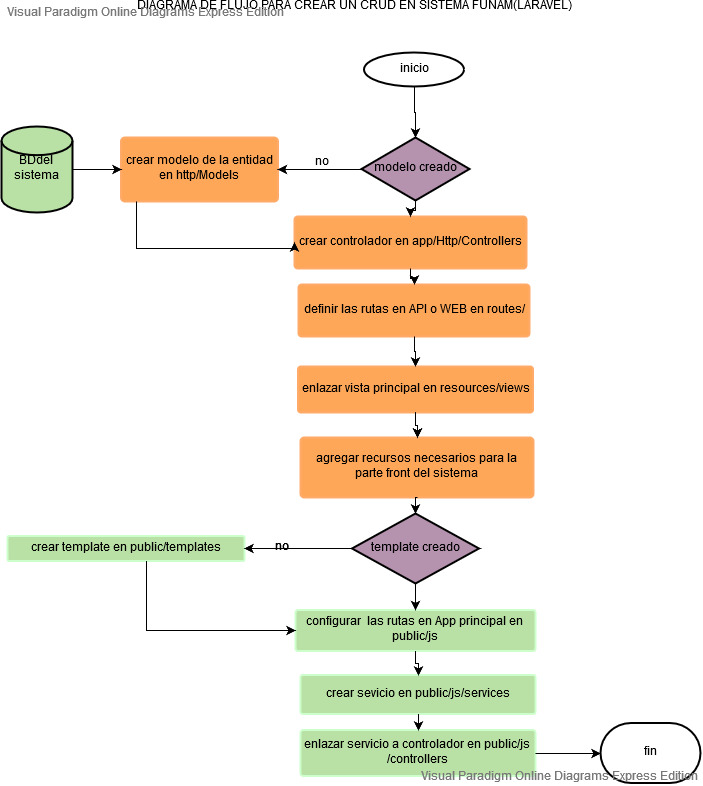 DIAGRAMA DE FLUJO PARA CREAR UN CRUD EN SISTEMA FUNAM(LARAVEL)
Visual Paradigm Online Diagrams Express Edition
inicio
BDdel
sistema
crear modelo de la entidad
en http/Models
no
modelo creado
crear controlador en app/Http/Controllers
definir las rutas en API o WEB en routes/
enlazar vista principal en resources/views
agregar recursos necesarios para la
parte front del sistema
crear template en public/templates
no
template creado
configurar las rutas en App principal en
public/js
crear sevicio en public/js/services
enlazar servicio a controlador en public/js
/controllers
fin
Visual Paradigm Online Diagrams Express Edition